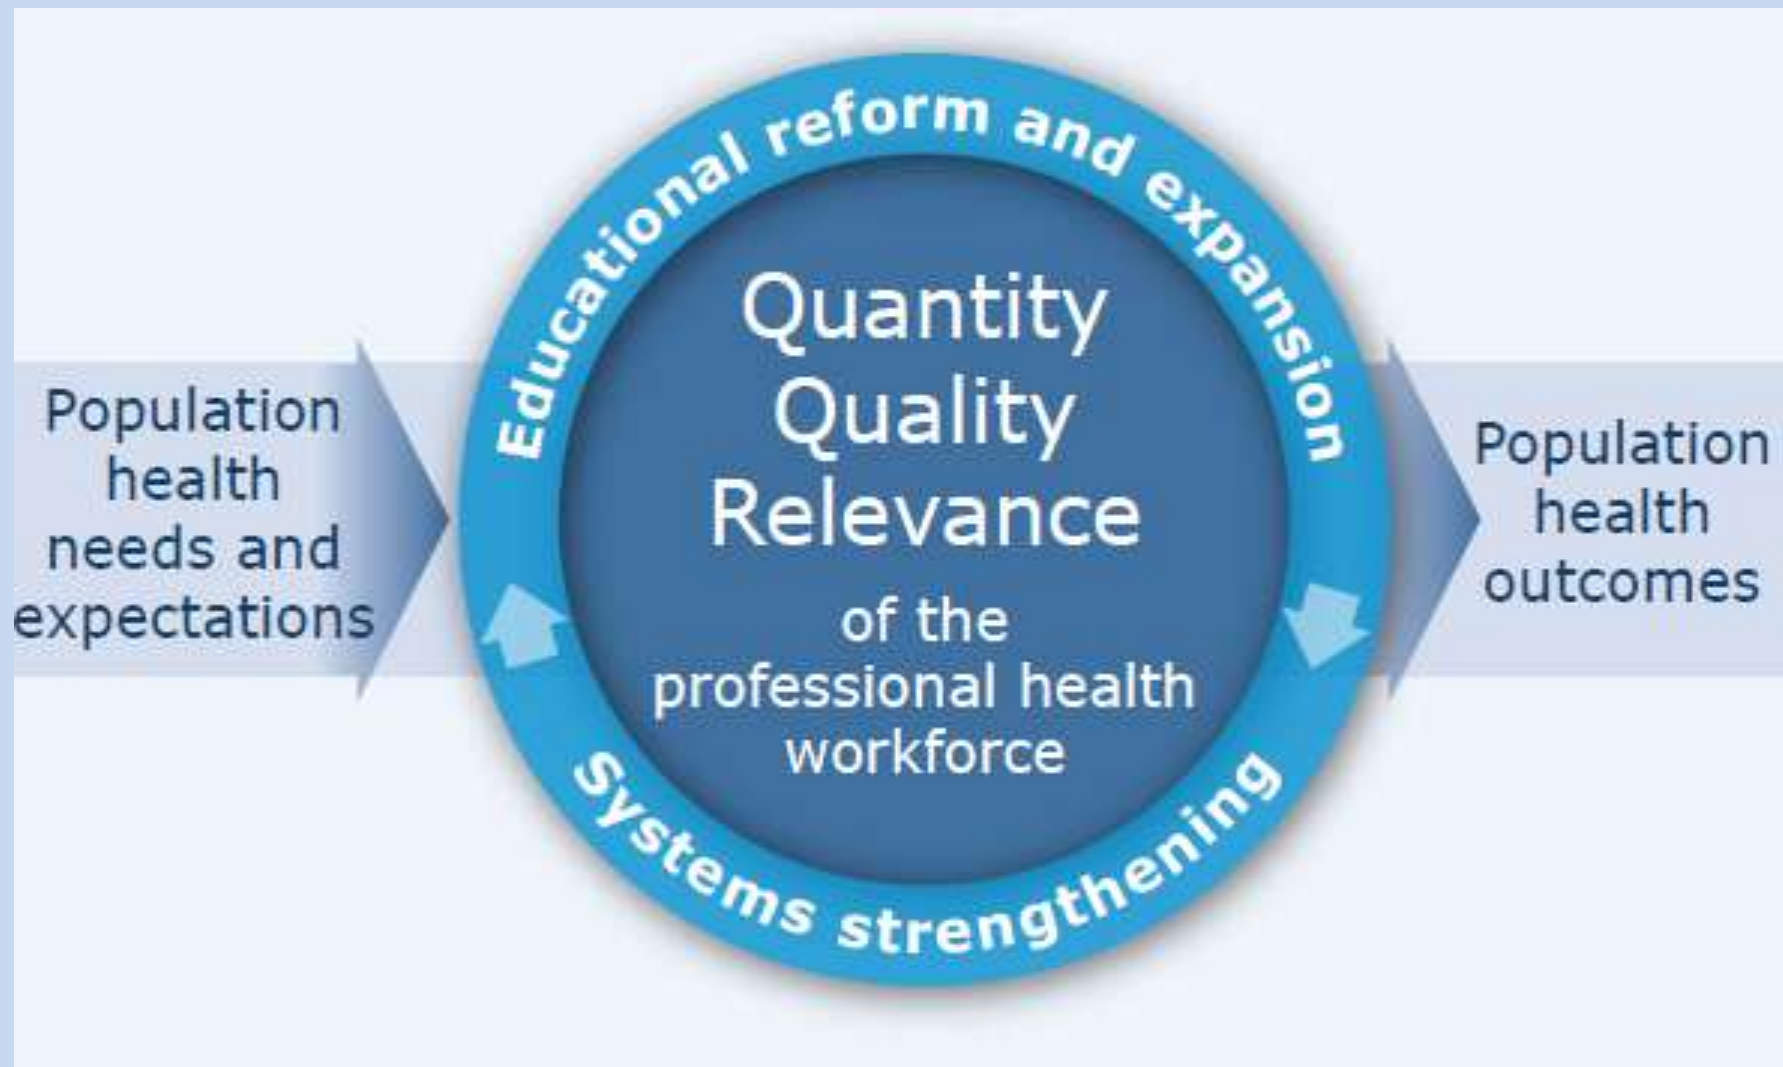 Population
health
needs and
expectations
Educational reform and expansion
Quantity
Quality
Relevance
of the
professional health
workforce
Systems strengthening
Population
health
outcomes